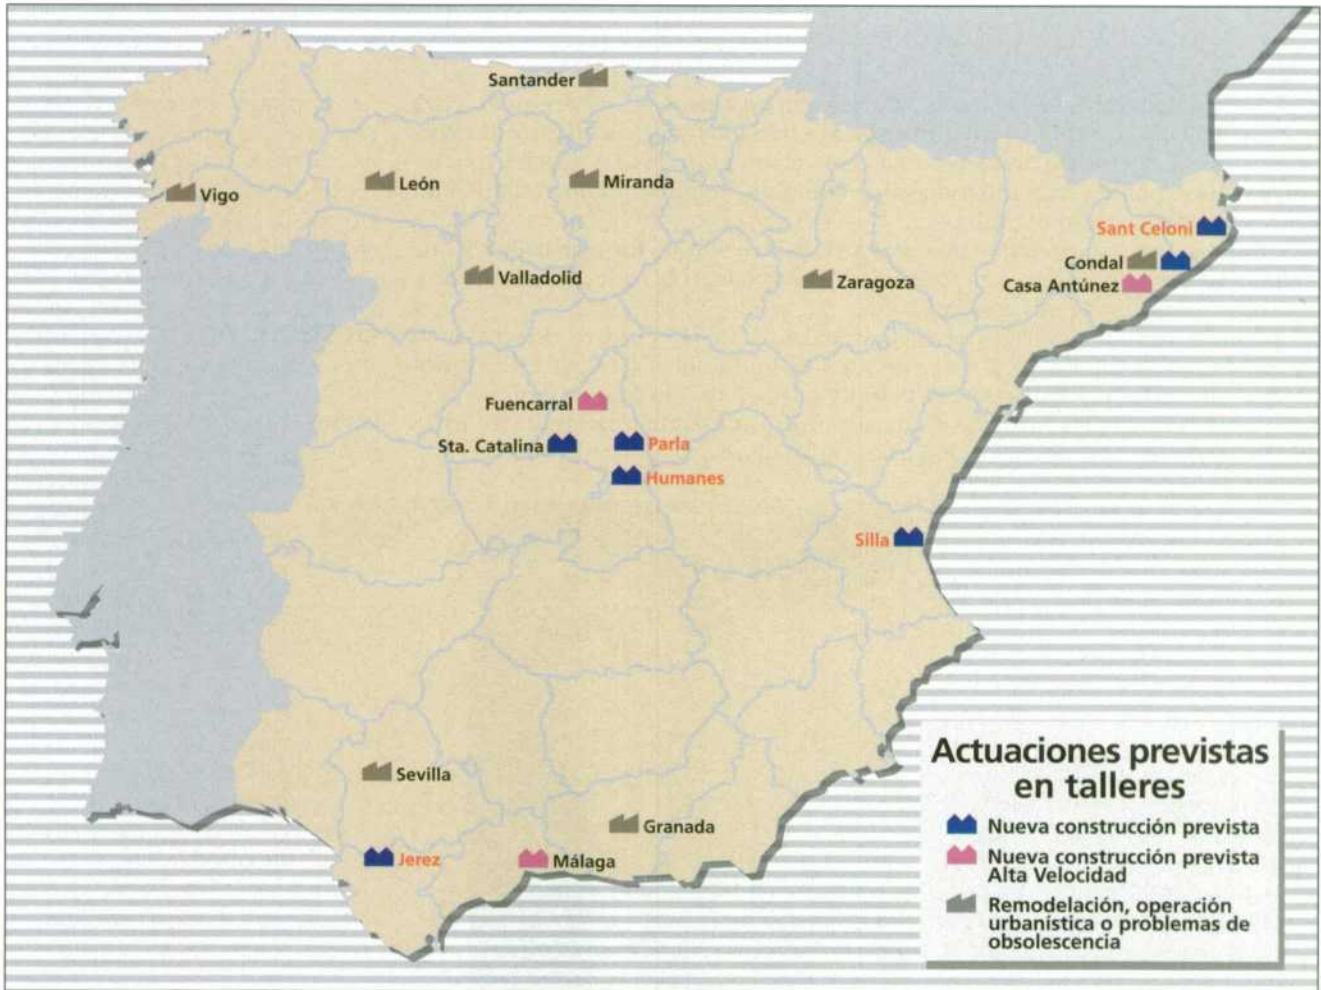 Santander
Vigo
León
Miranda
Sant Celoni
Condal
Casa Antúnez
Valladolid
Zaragoza
Fuencarral
Sta. Catalina
Parla
Humanes
Silla
Sevilla
Granada
Jerez
Málaga
Actuaciones previstas
en talleres
Nueva construcción prevista
Nueva construcción prevista
Alta Velocidad
Remodelación, operación
urbanística o problemas de
obsolescencia